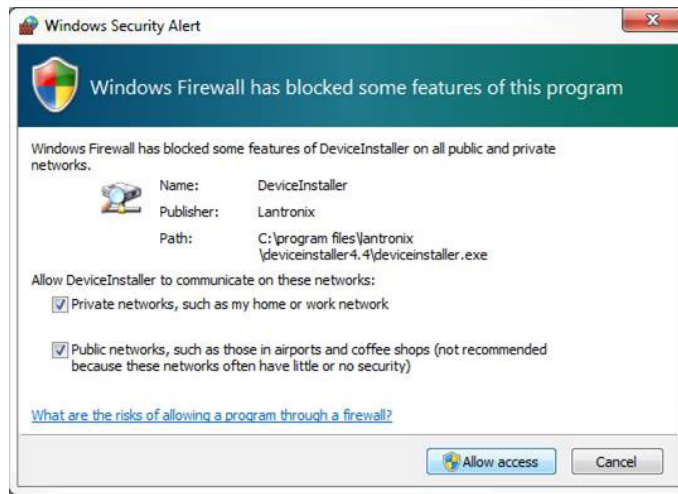 Windows Security Alert
Windows Firewall has blocked some features of this program
Windows Firewall has blocked some features of DeviceInstaller on all public and private
networks.
Name: DeviceInstaller
Publisher: Lantronix
Path: C:\program files\lantronix
\deviceinstaller4.4\deviceinstaller.exe
Allow DeviceInstaller to communicate on these networks:
Private networks, such as my home or work network
Public networks, such as those in airports and coffee shops (not recommended
because these networks often have little or no security)
What are the risks of allowing a program through a firewall?
Allow access Cancel